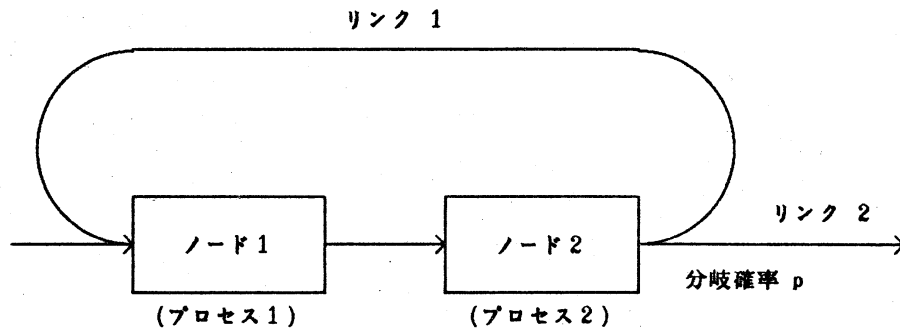 リンク 1
ノード1
ノード2
リンク 2
分岐確率 p
(プロセス1)
(プロセス2)